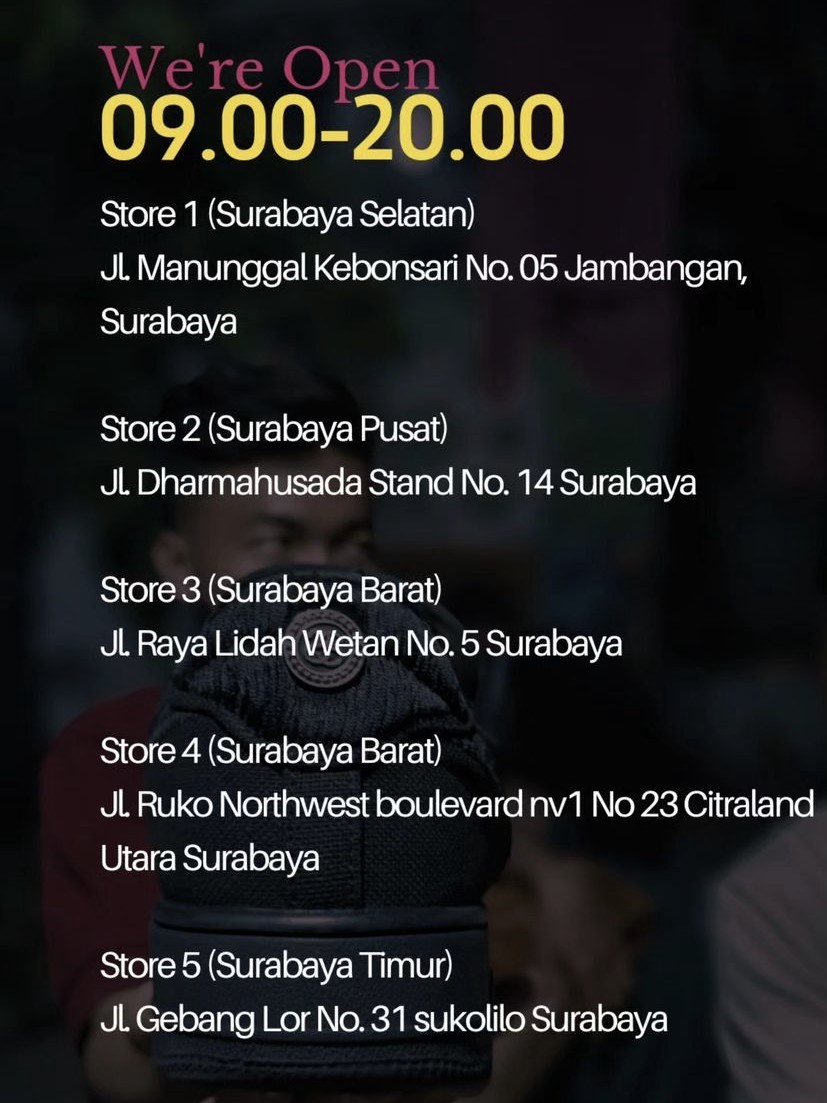 We're Open
09.00-20.00
Store 1 (Surabaya Selatan)
Jl. Manunggal Kebonsari No. 05 Jambangan,
Surabaya
Store 2 (Surabaya Pusat)
Jl. Dharmahusada Stand No. 14 Surabaya
Store 3 (Surabaya Barat)
Jl. Raya Lidah Wetan No. 5 Surabaya
Store 4 (Surabaya Barat)
Jl. Ruko Northwest boulevard nv1 No 23 Citraland
Utara Surabaya
Store 5 (Surabaya Timur)
Jl. Gebang Lor No. 31 sukolilo Surabaya